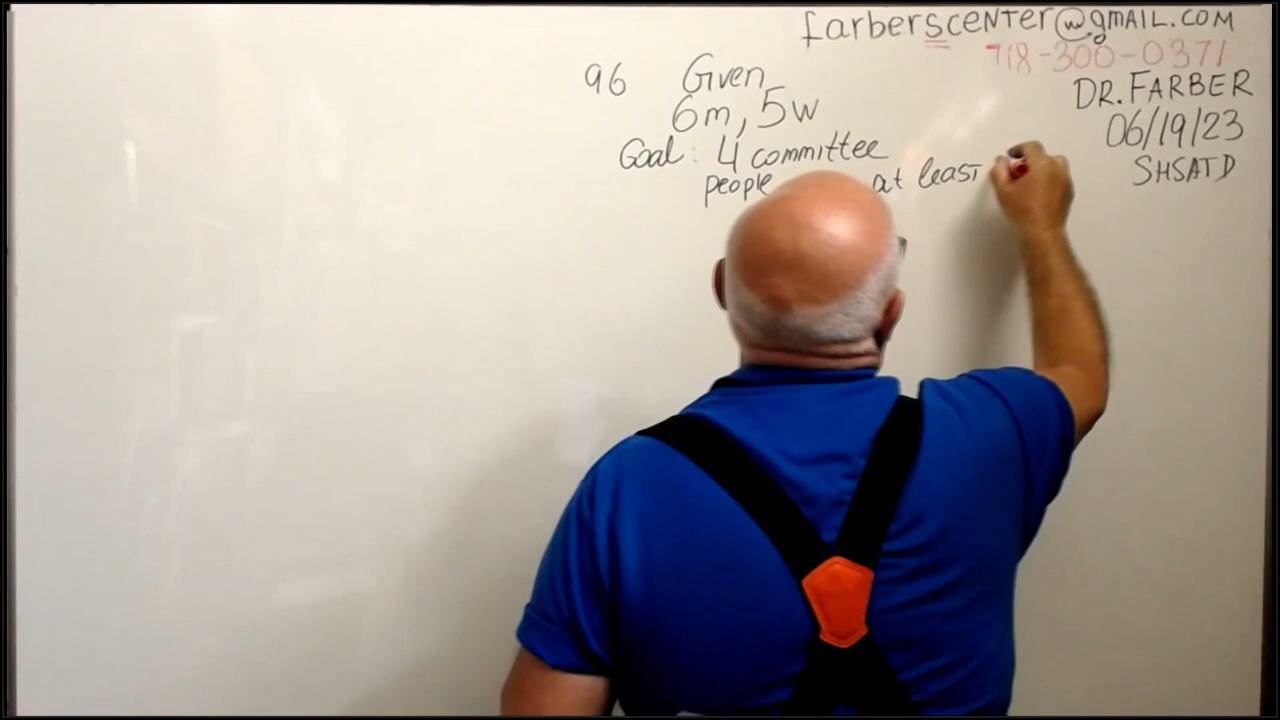 farberscenter@gmail.com
718-300-0371
96 Given
DR. FARBER
6m, 5w
06/19/23
Goal: 4 committee
SHSATD
people at least